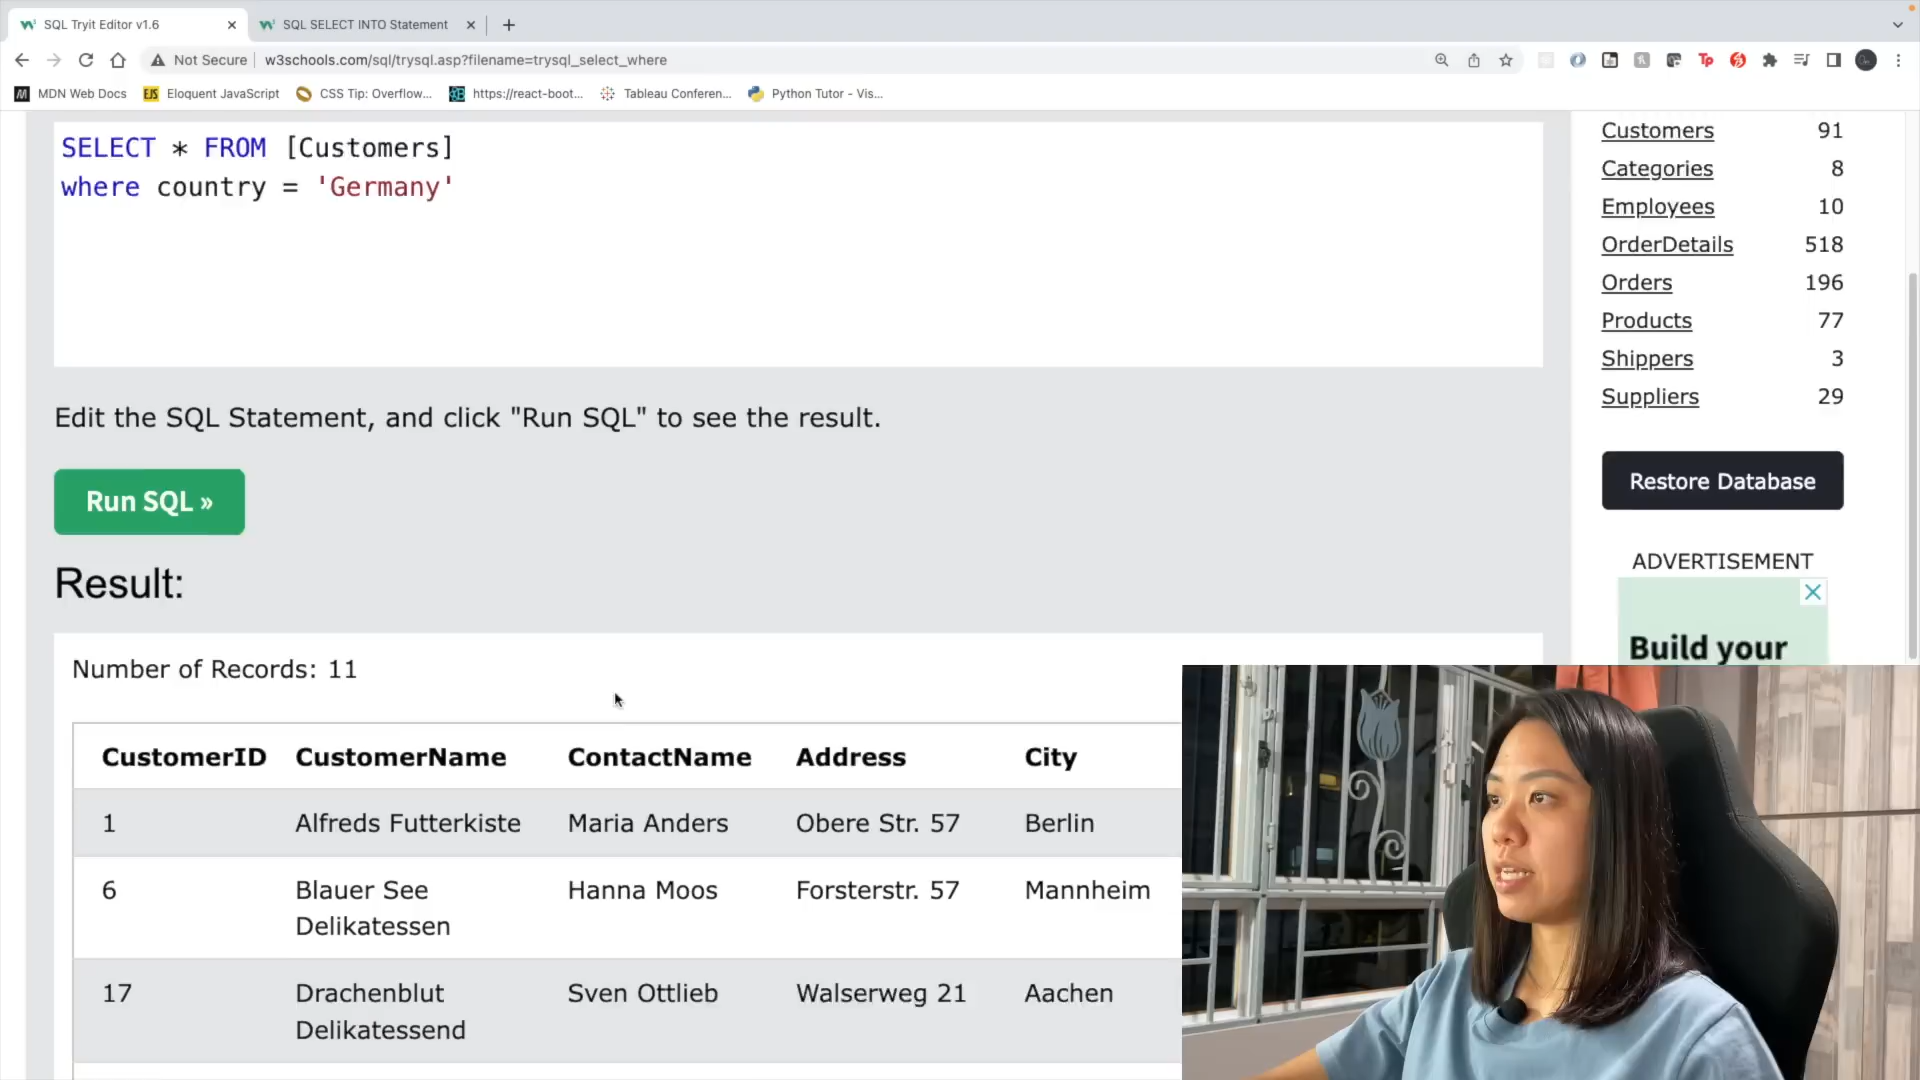 SQL Tryit Editor v1.6
SQL SELECT INTO Statement
Not Secure
w3schools.com/sql/trysql.asp?filename=trysql_select_where
MDN Web Docs
EJS Eloquent JavaScript
CSS Tip: Overflow...
https://react-boot...
Tableau Conferen...
Python Tutor - Vis...
SELECT * FROM [Customers]
where country = 'Germany'
Edit the SQL Statement, and click "Run SQL" to see the result.
Run SQL »
Result:
Number of Records: 11
CustomerID CustomerName ContactName Address City
1 Alfreds Futterkiste Maria Anders Obere Str. 57 Berlin
6 Blauer See Hanna Moos Forsterstr. 57 Mannheim
Delikatessen
17 Drachenblut Sven Ottlieb Walserweg 21 Aachen
Delikatessend
Customers 91
Categories 8
Employees 10
OrderDetails 518
Orders 196
Products 77
Shippers 3
Suppliers 29
Restore Database
ADVERTISEMENT
Build your